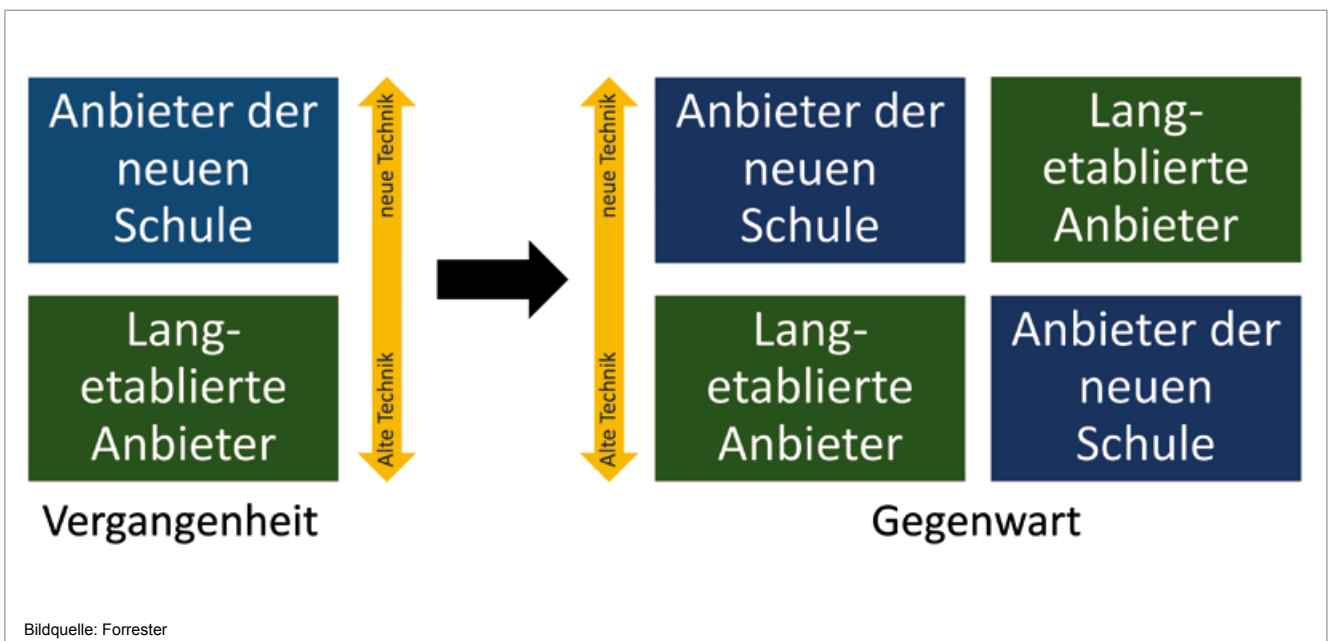 Anbieter der
neuen
Schule
Lang-
etablierte
Anbieter
Vergangenheit
neue Technik
Alte Technik
neue Technik
Alte Technik
Anbieter der
neuen
Schule
Lang-
etablierte
Anbieter
Lang-
etablierte
Anbieter
Anbieter der
neuen
Schule
Gegenwart
Bildquelle: Forrester